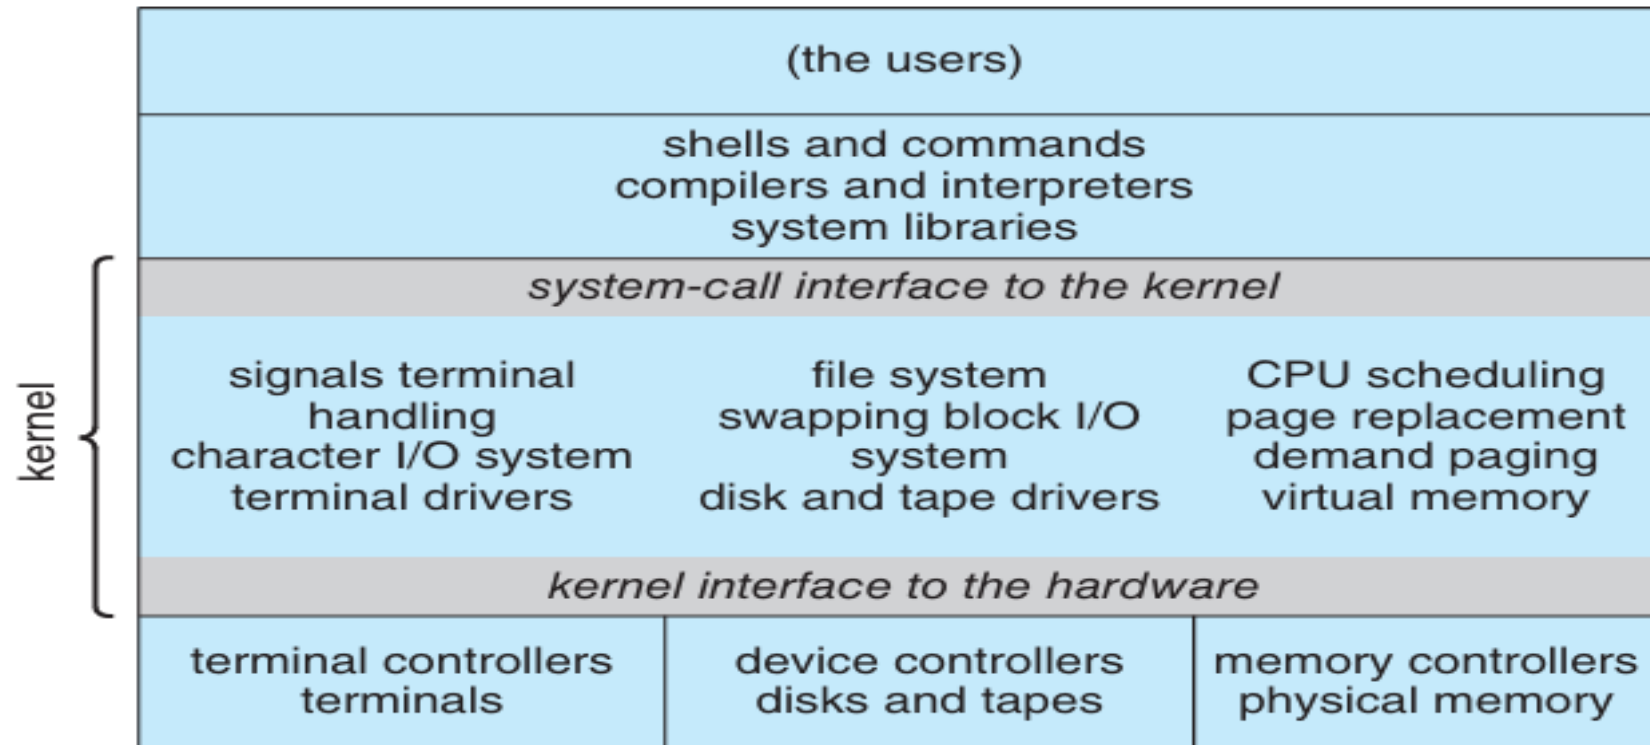 (the users)
shells and commands
compilers and interpreters
system libraries
system-call interface to the kernel
kernel
signals terminal
handling
character I/O system
terminal drivers
file system
swapping block I/O
system
disk and tape drivers
CPU scheduling
page replacement
demand paging
virtual memory
kernel interface to the hardware
terminal controllers
terminals
device controllers
disks and tapes
memory controllers
physical memory